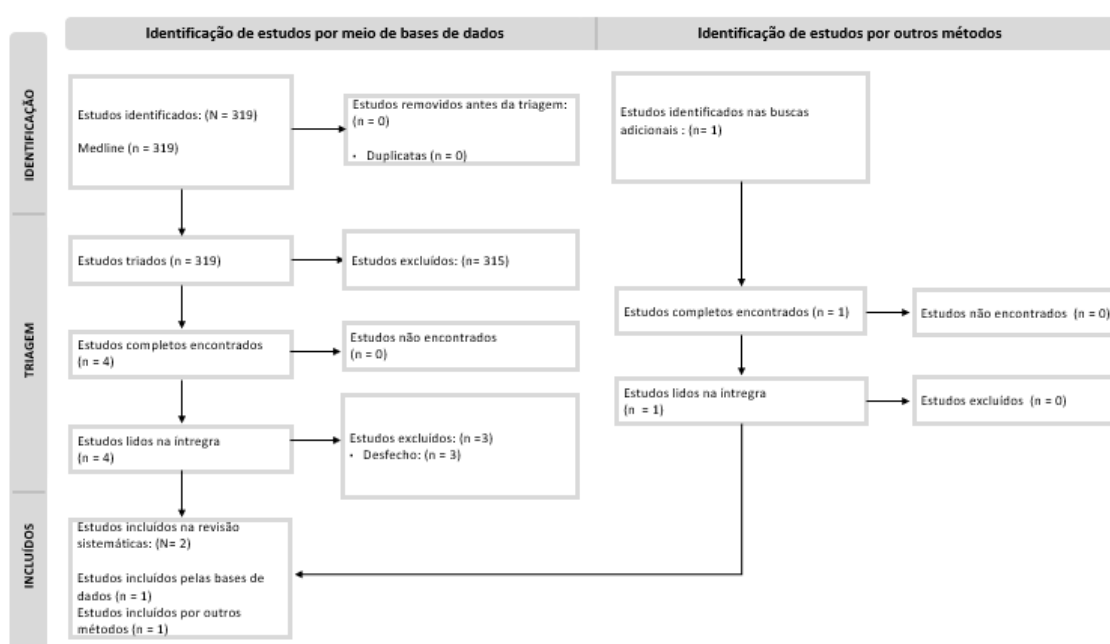 Identificação de estudos por meio de bases de dados
Identificação de estudos por outros métodos
IDENTIFICAÇÃO
Estudos identificados: (N = 319)
Medline (n = 319)
Estudos removidos antes da triagem:
(n = 0)
• Duplicatas (n = 0)
Estudos identificados nas buscas
adicionais : (n= 1)
TRIAGEM
Estudos triados (n = 319)
Estudos excluídos: (n= 315)
Estudos completos encontrados
(n = 4)
Estudos não encontrados
(n = 0)
Estudos completos encontrados (n = 1)
Estudos não encontrados (n = 0)
Estudos lidos na íntregra
(n = 4)
Estudos excluídos: (n =3)
• Desfecho: (n = 3)
Estudos lidos na íntregra
(n = 1)
Estudos excluídos (n = 0)
INCLUÍDOS
Estudos incluídos na revisão
sistemáticas: (N= 2)
Estudos incluídos pelas bases de
dados (n = 1)
Estudos incluídos por outros
métodos (n = 1)